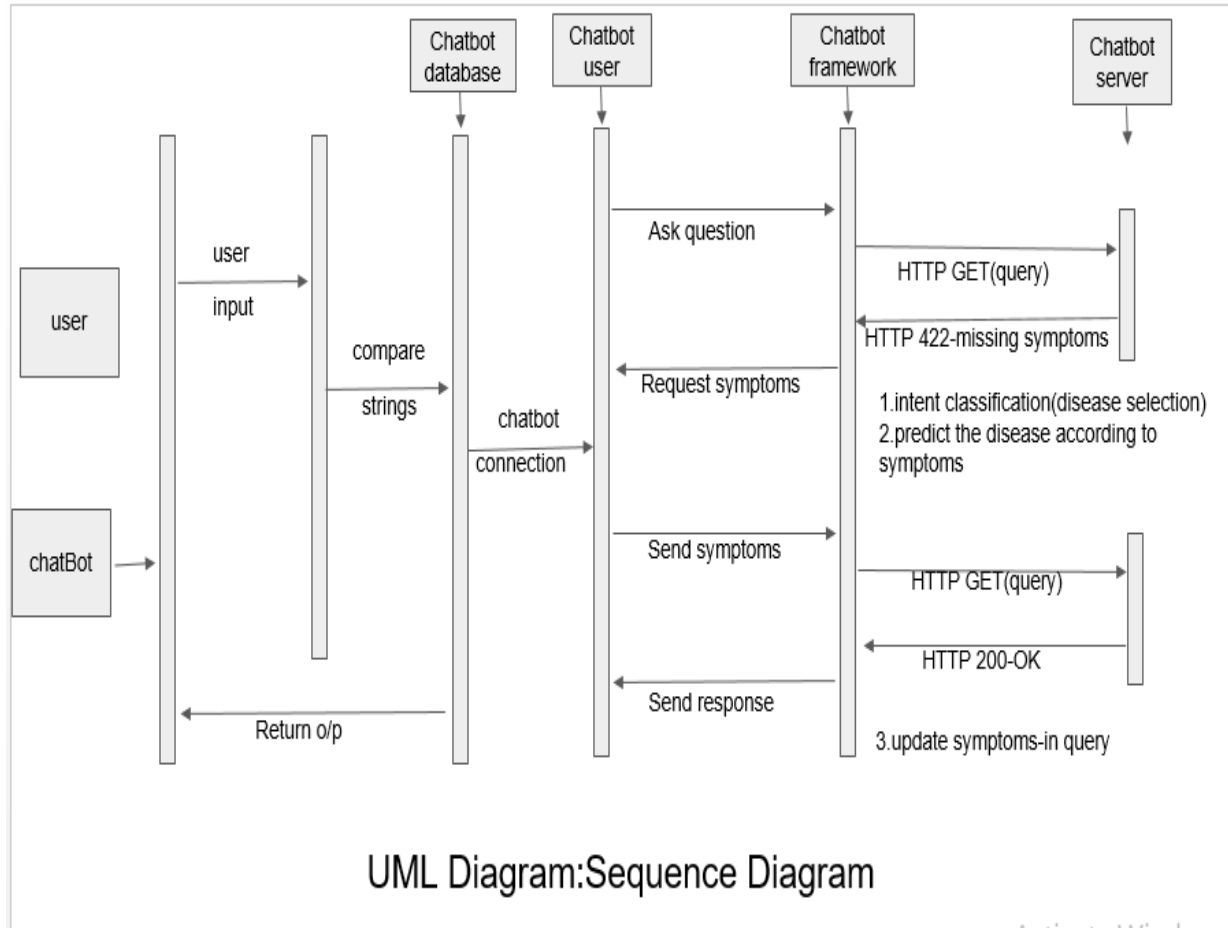 Chatbot
database
Chatbot
user
Chatbot
framework
Chatbot
server
user
chatBot
user
input
compare
strings
chatbot
connection
Return o/p
Ask question
HTTP GET(query)
HTTP 422-missing symptoms
Request symptoms
1.intent classification(disease selection)
2.predict the disease according to
symptoms
Send symptoms
HTTP GET(query)
HTTP 200-OK
Send response
3.update symptoms-in query
UML Diagram:Sequence Diagram